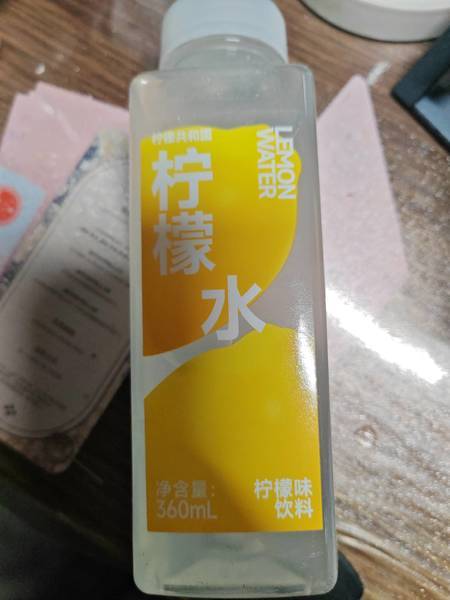 柠檬共和国
柠檬
水
LEMON
WATER
净含量：
360mL
柠檬味
饮料